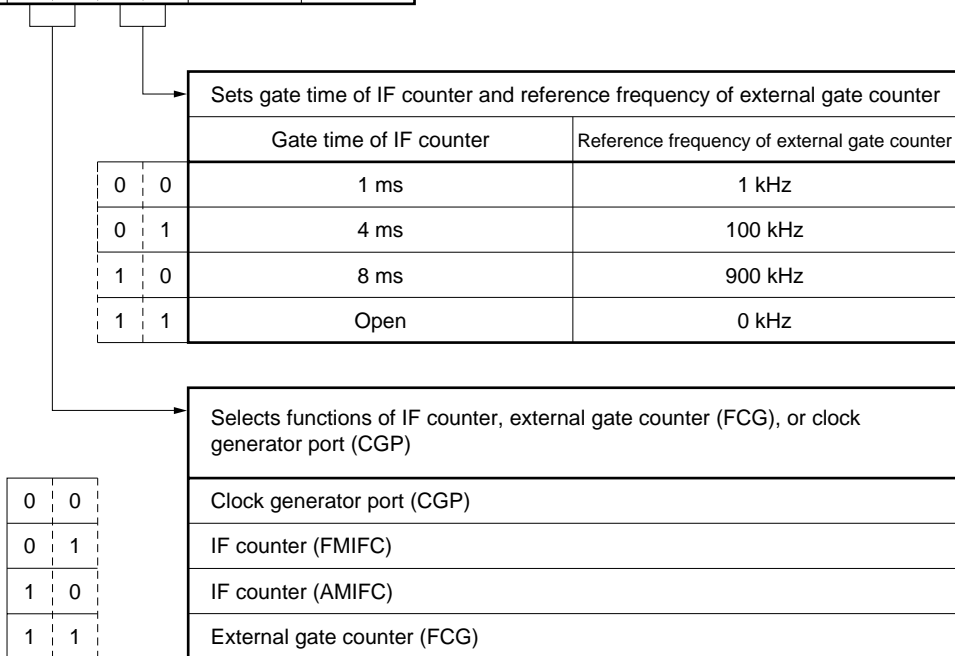 Sets gate time of IF counter and reference frequency of external gate counter
Gate time of IF counter Reference frequency of external gate counter
0 0 1 ms 1 kHz
0 1 4 ms 100 kHz
1 0 8 ms 900 kHz
1 1 Open 0 kHz
Selects functions of IF counter, external gate counter (FCG), or clock
generator port (CGP)
0 0 Clock generator port (CGP)
0 1 IF counter (FMIFC)
1 0 IF counter (AMIFC)
1 1 External gate counter (FCG)